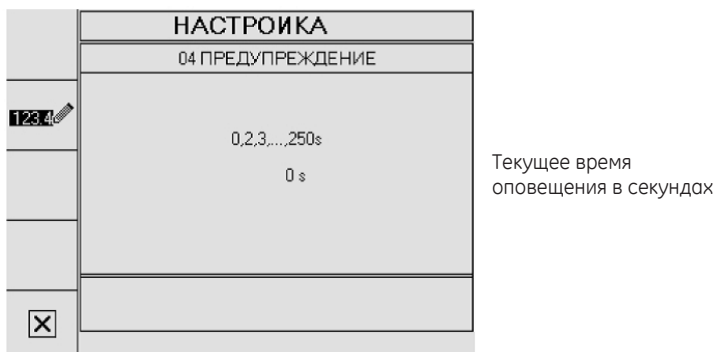 НАСТРОИКА
04 ПРЕДУПРЕЖДЕНИЕ
123.4
0,2,3,...,250s
0 s
Текущее время
оповещения в секундах